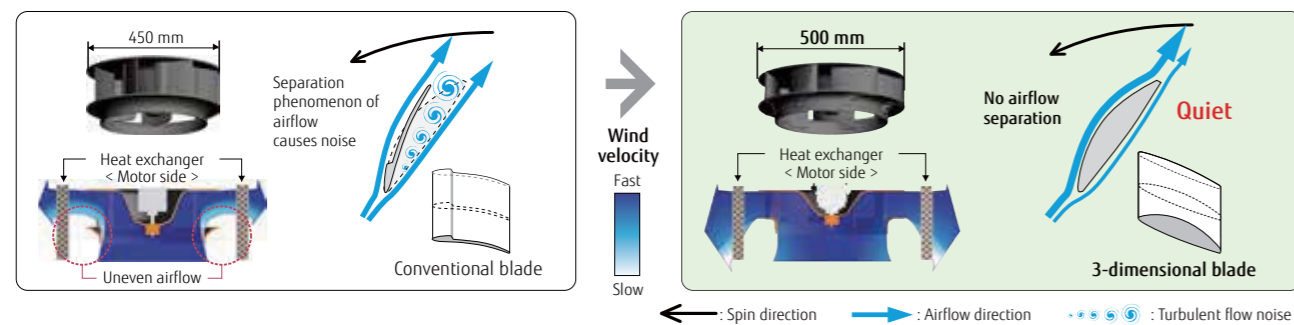 450 mm
Separation
phenomenon of
airflow
causes noise
Heat exchanger
< Motor side >
Uneven airflow
Conventional blade
Wind
velocity
Fast
Slow
500 mm
No airflow
separation
Quiet
Heat exchanger
< Motor side >
3-dimensional blade
: Spin direction
: Airflow direction
: Turbulent flow noise